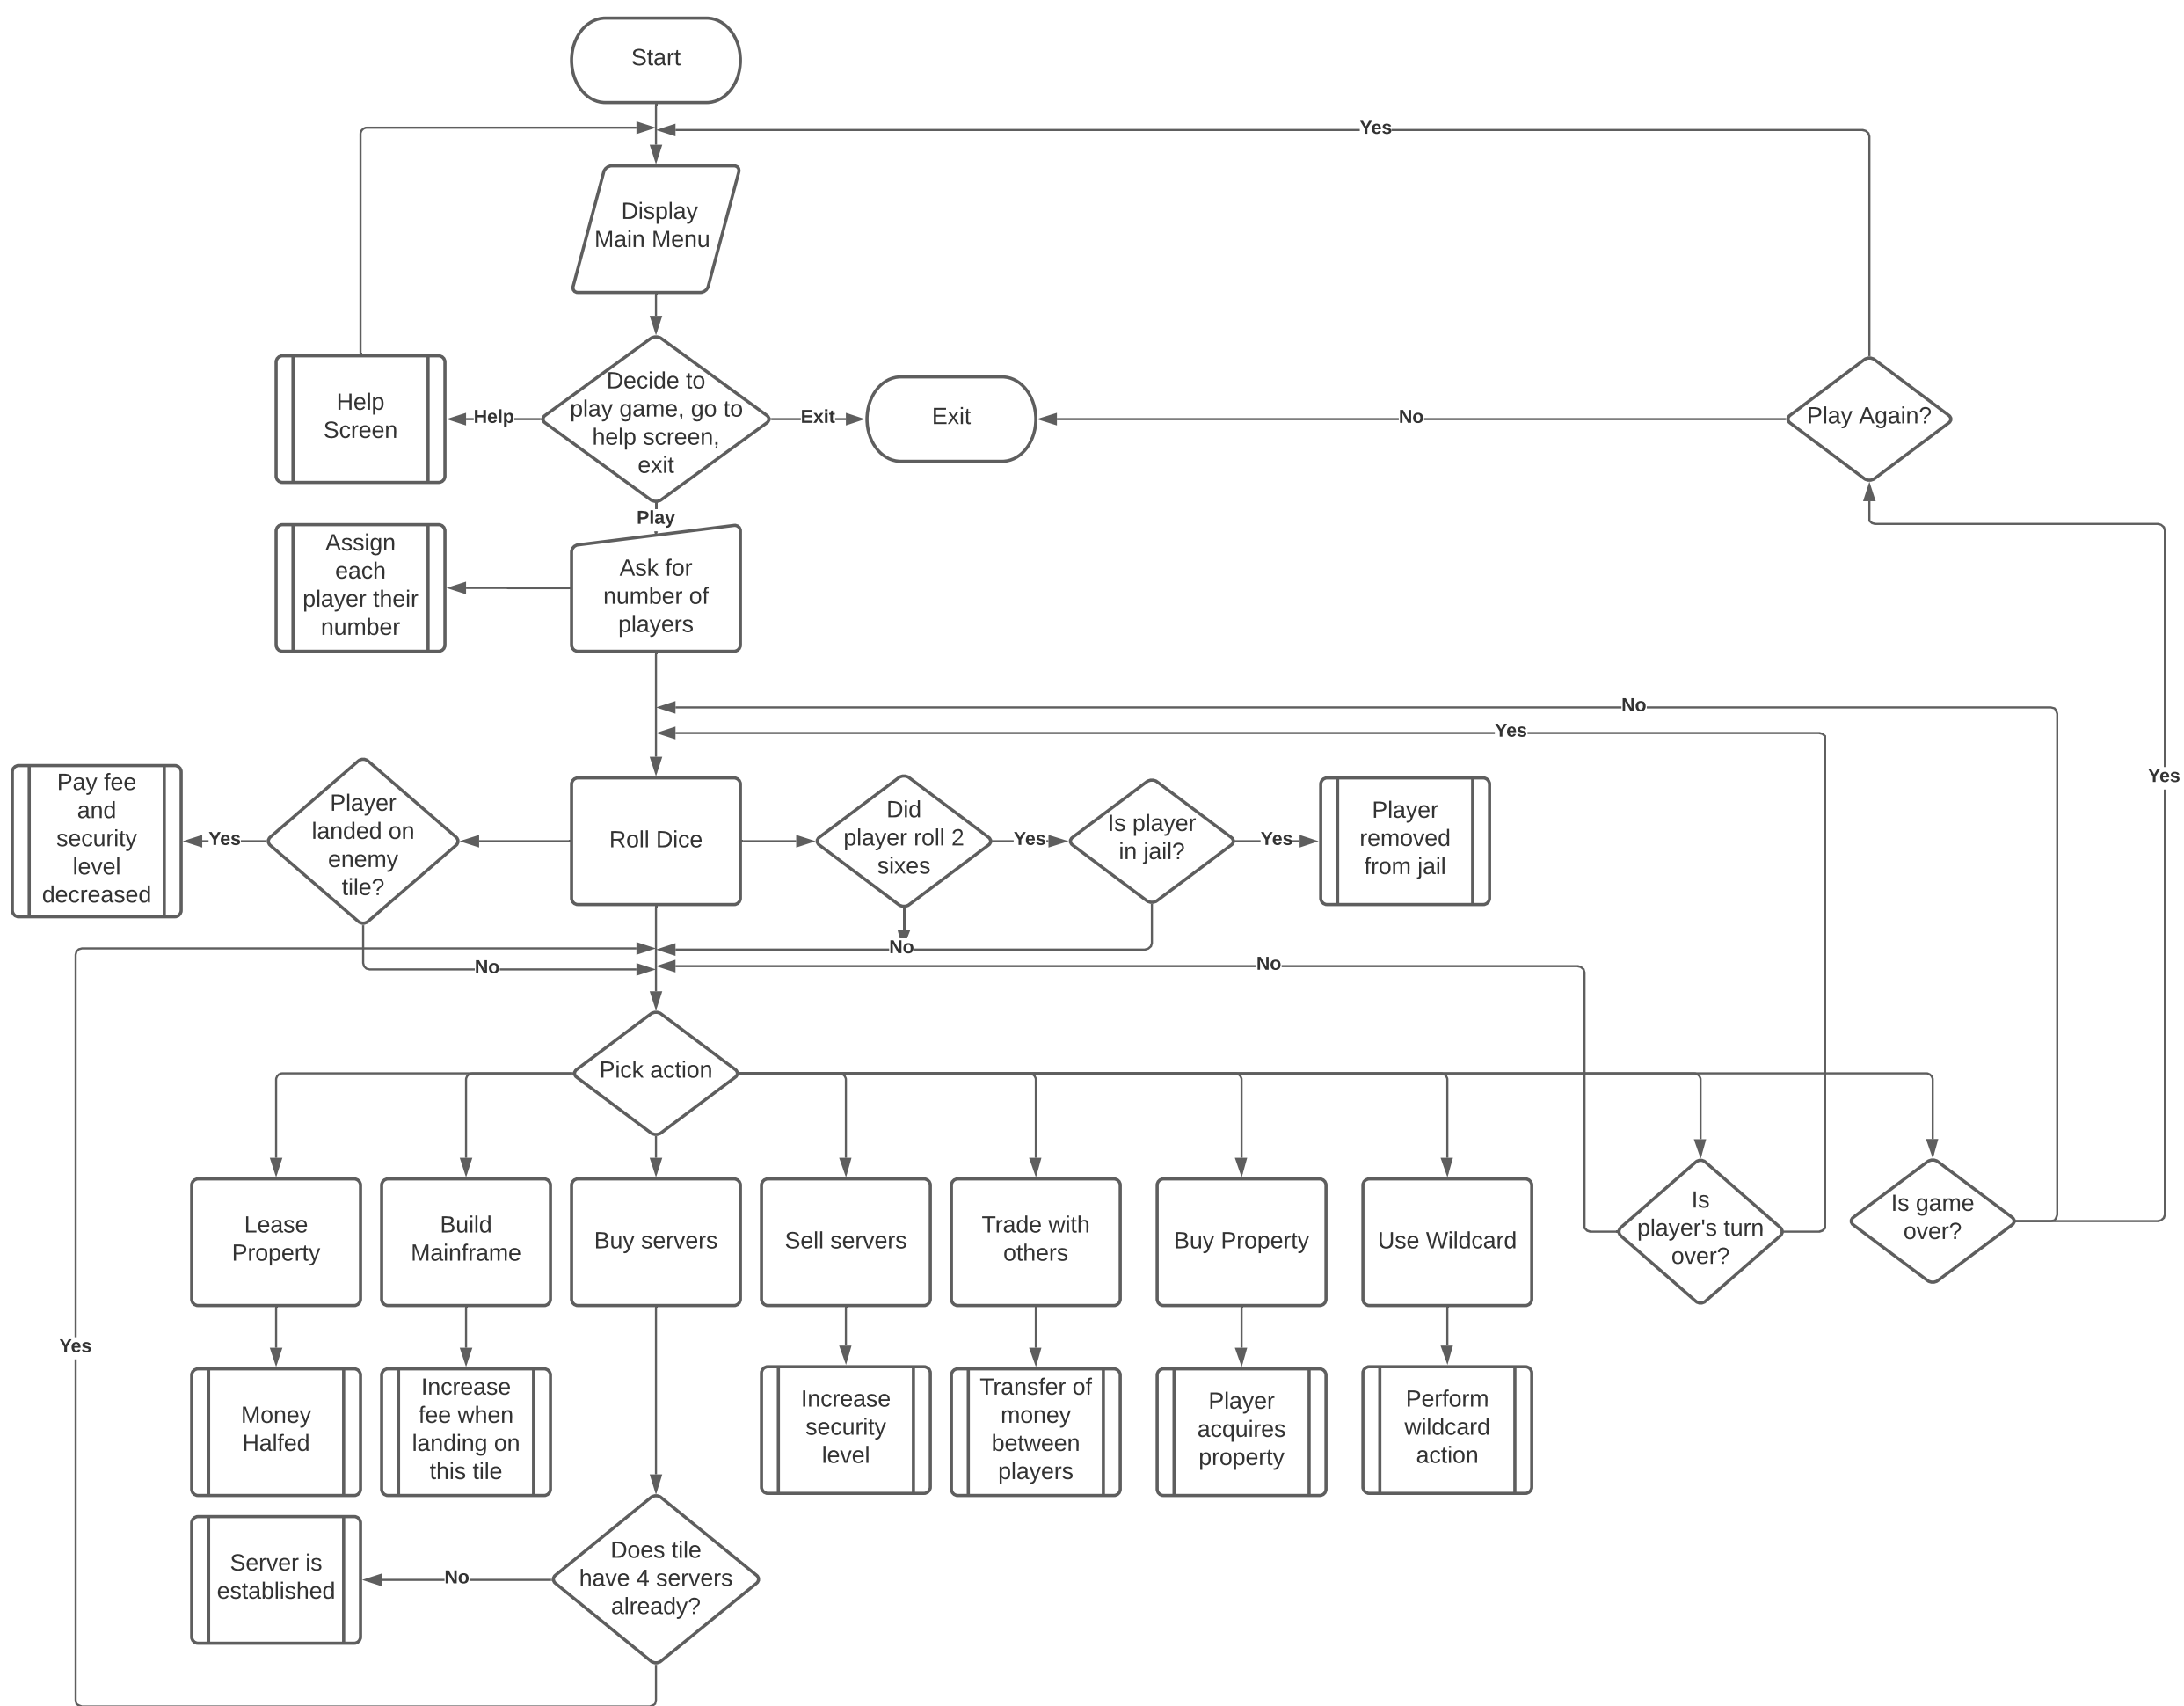 Start
Yes
Display
Main Menu
Help
Screen
Help
Decide to
play game, go to
help screen,
exit
Exit
Exit
No
Play Again?
Play
Assign
each
player their
number
Ask for
number of
players
No
Yes
Yes
Pay fee
and
security
level
decreased
Yes
Player
landed on
enemy
tile?
Roll Dice
Did
player roll 2
sixes
Yes
Is player
in jail?
Yes
Player
removed
from jail
No
No
No
Pick action
Lease
Property
Build
Mainframe
Buy servers
Sell servers
Trade with
others
Buy Property
Use Wildcard
Is
player's turn
over?
Is game
over?
Yes
Money
Halfed
Increase
fee when
landing on
this tile
Increase
security
level
Transfer of
money
between
players
Player
acquires
property
Perform
wildcard
action
Server is
established
No
Does tile
have 4 servers
already?